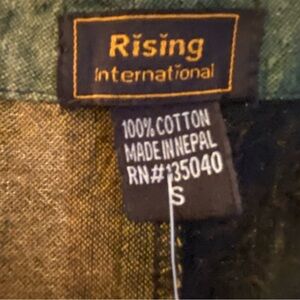 Rising
International
100% COTTON
MADE IN NEPAL
RN#135040
S